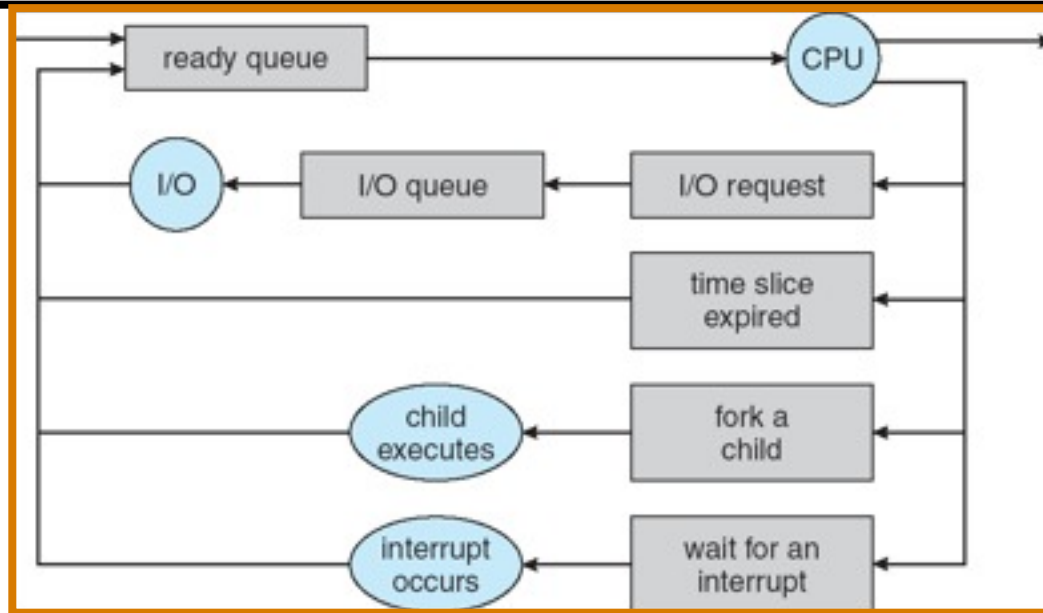 ready queue
CPU
I/O
I/O queue
I/O request
time slice
expired
child
executes
fork a
child
interrupt
occurs
wait for an
interrupt